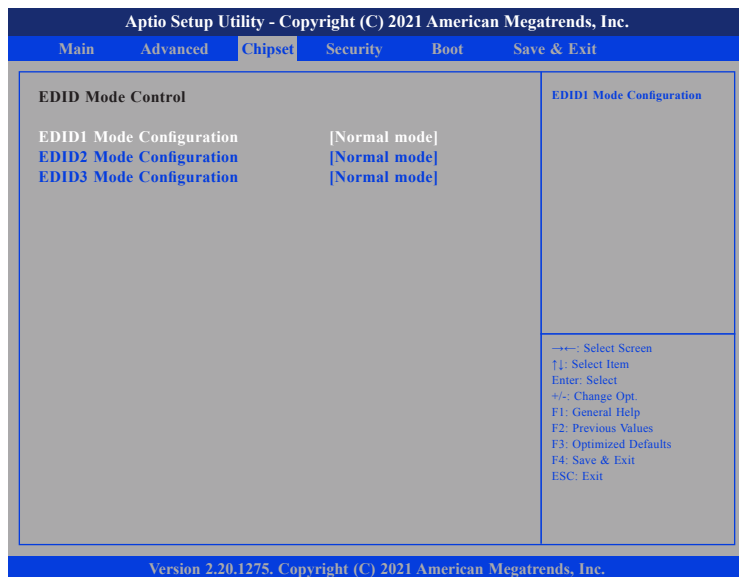 Aptio Setup Utility - Copyright (C) 2021 American Megatrends, Inc.
Main Advanced Chipset Security Boot Save & Exit
EDID Mode Control
EDID1 Mode Configuration [Normal mode]
EDID2 Mode Configuration [Normal mode]
EDID3 Mode Configuration [Normal mode]
EDID1 Mode Configuration
→←: Select Screen
↑↓: Select Item
Enter: Select
+/-: Change Opt.
F1: General Help
F2: Previous Values
F3: Optimized Defaults
F4: Save & Exit
ESC: Exit
Version 2.20.1275. Copyright (C) 2021 American Megatrends, Inc.